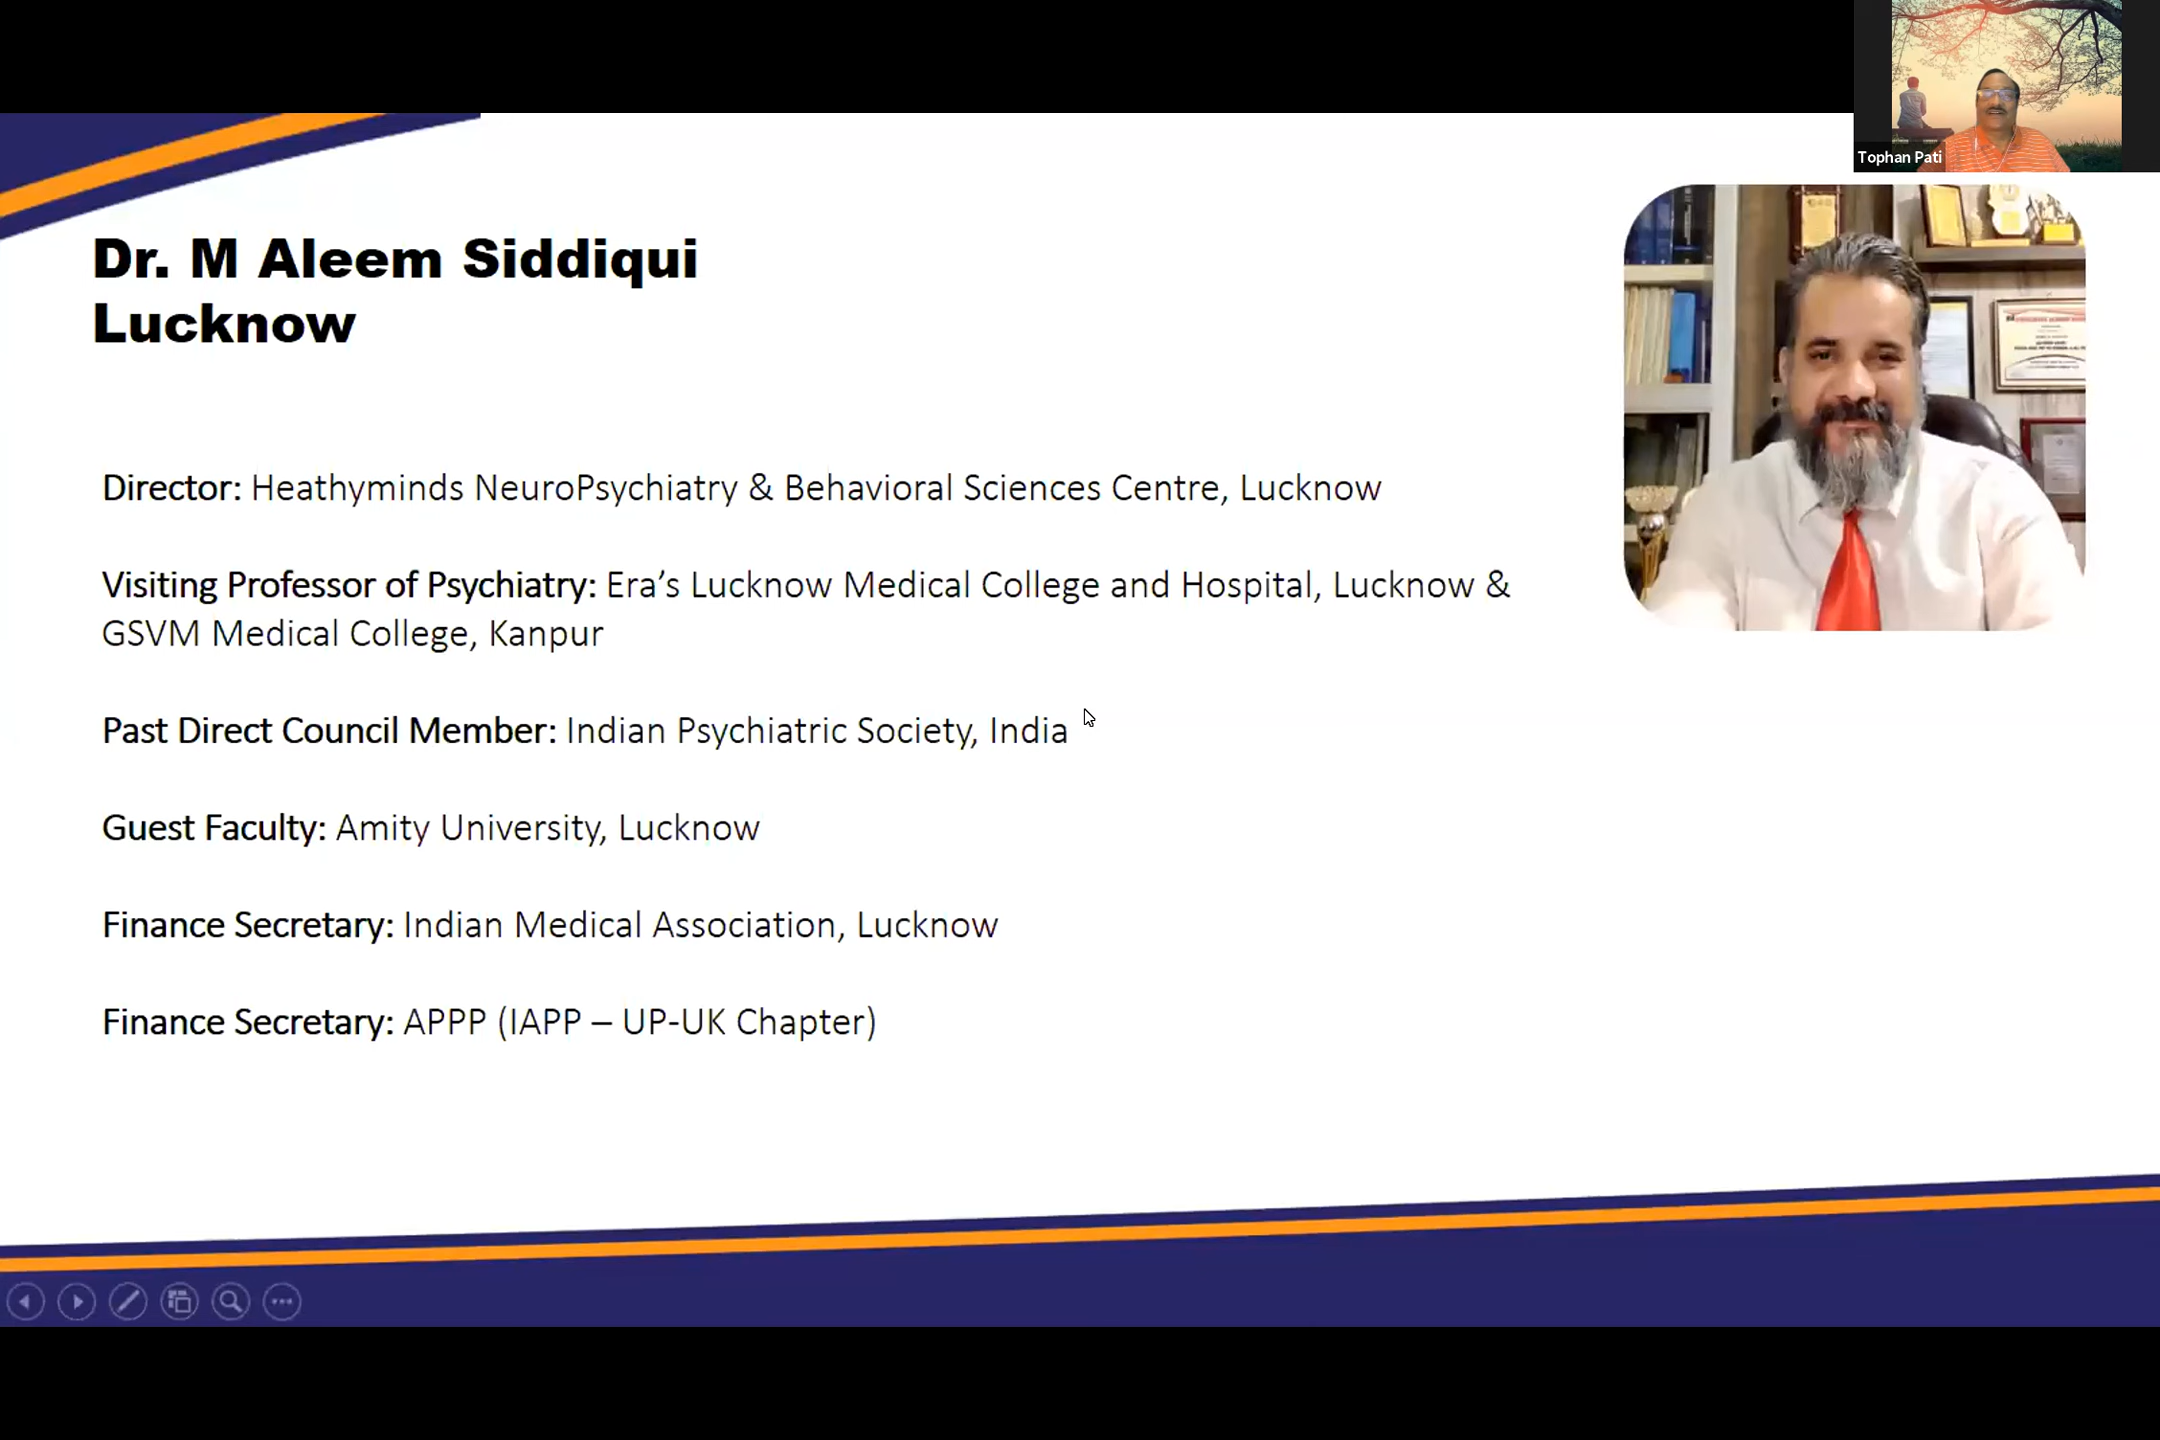 Tophan Pati
Dr. M Aleem Siddiqui
Lucknow
Director: Heathyminds NeuroPsychiatry & Behavioral Sciences Centre, Lucknow
Visiting Professor of Psychiatry: Era’s Lucknow Medical College and Hospital, Lucknow &
GSVM Medical College, Kanpur
Past Direct Council Member: Indian Psychiatric Society, India
Guest Faculty: Amity University, Lucknow
Finance Secretary: Indian Medical Association, Lucknow
Finance Secretary: APPP (IAPP – UP-UK Chapter)